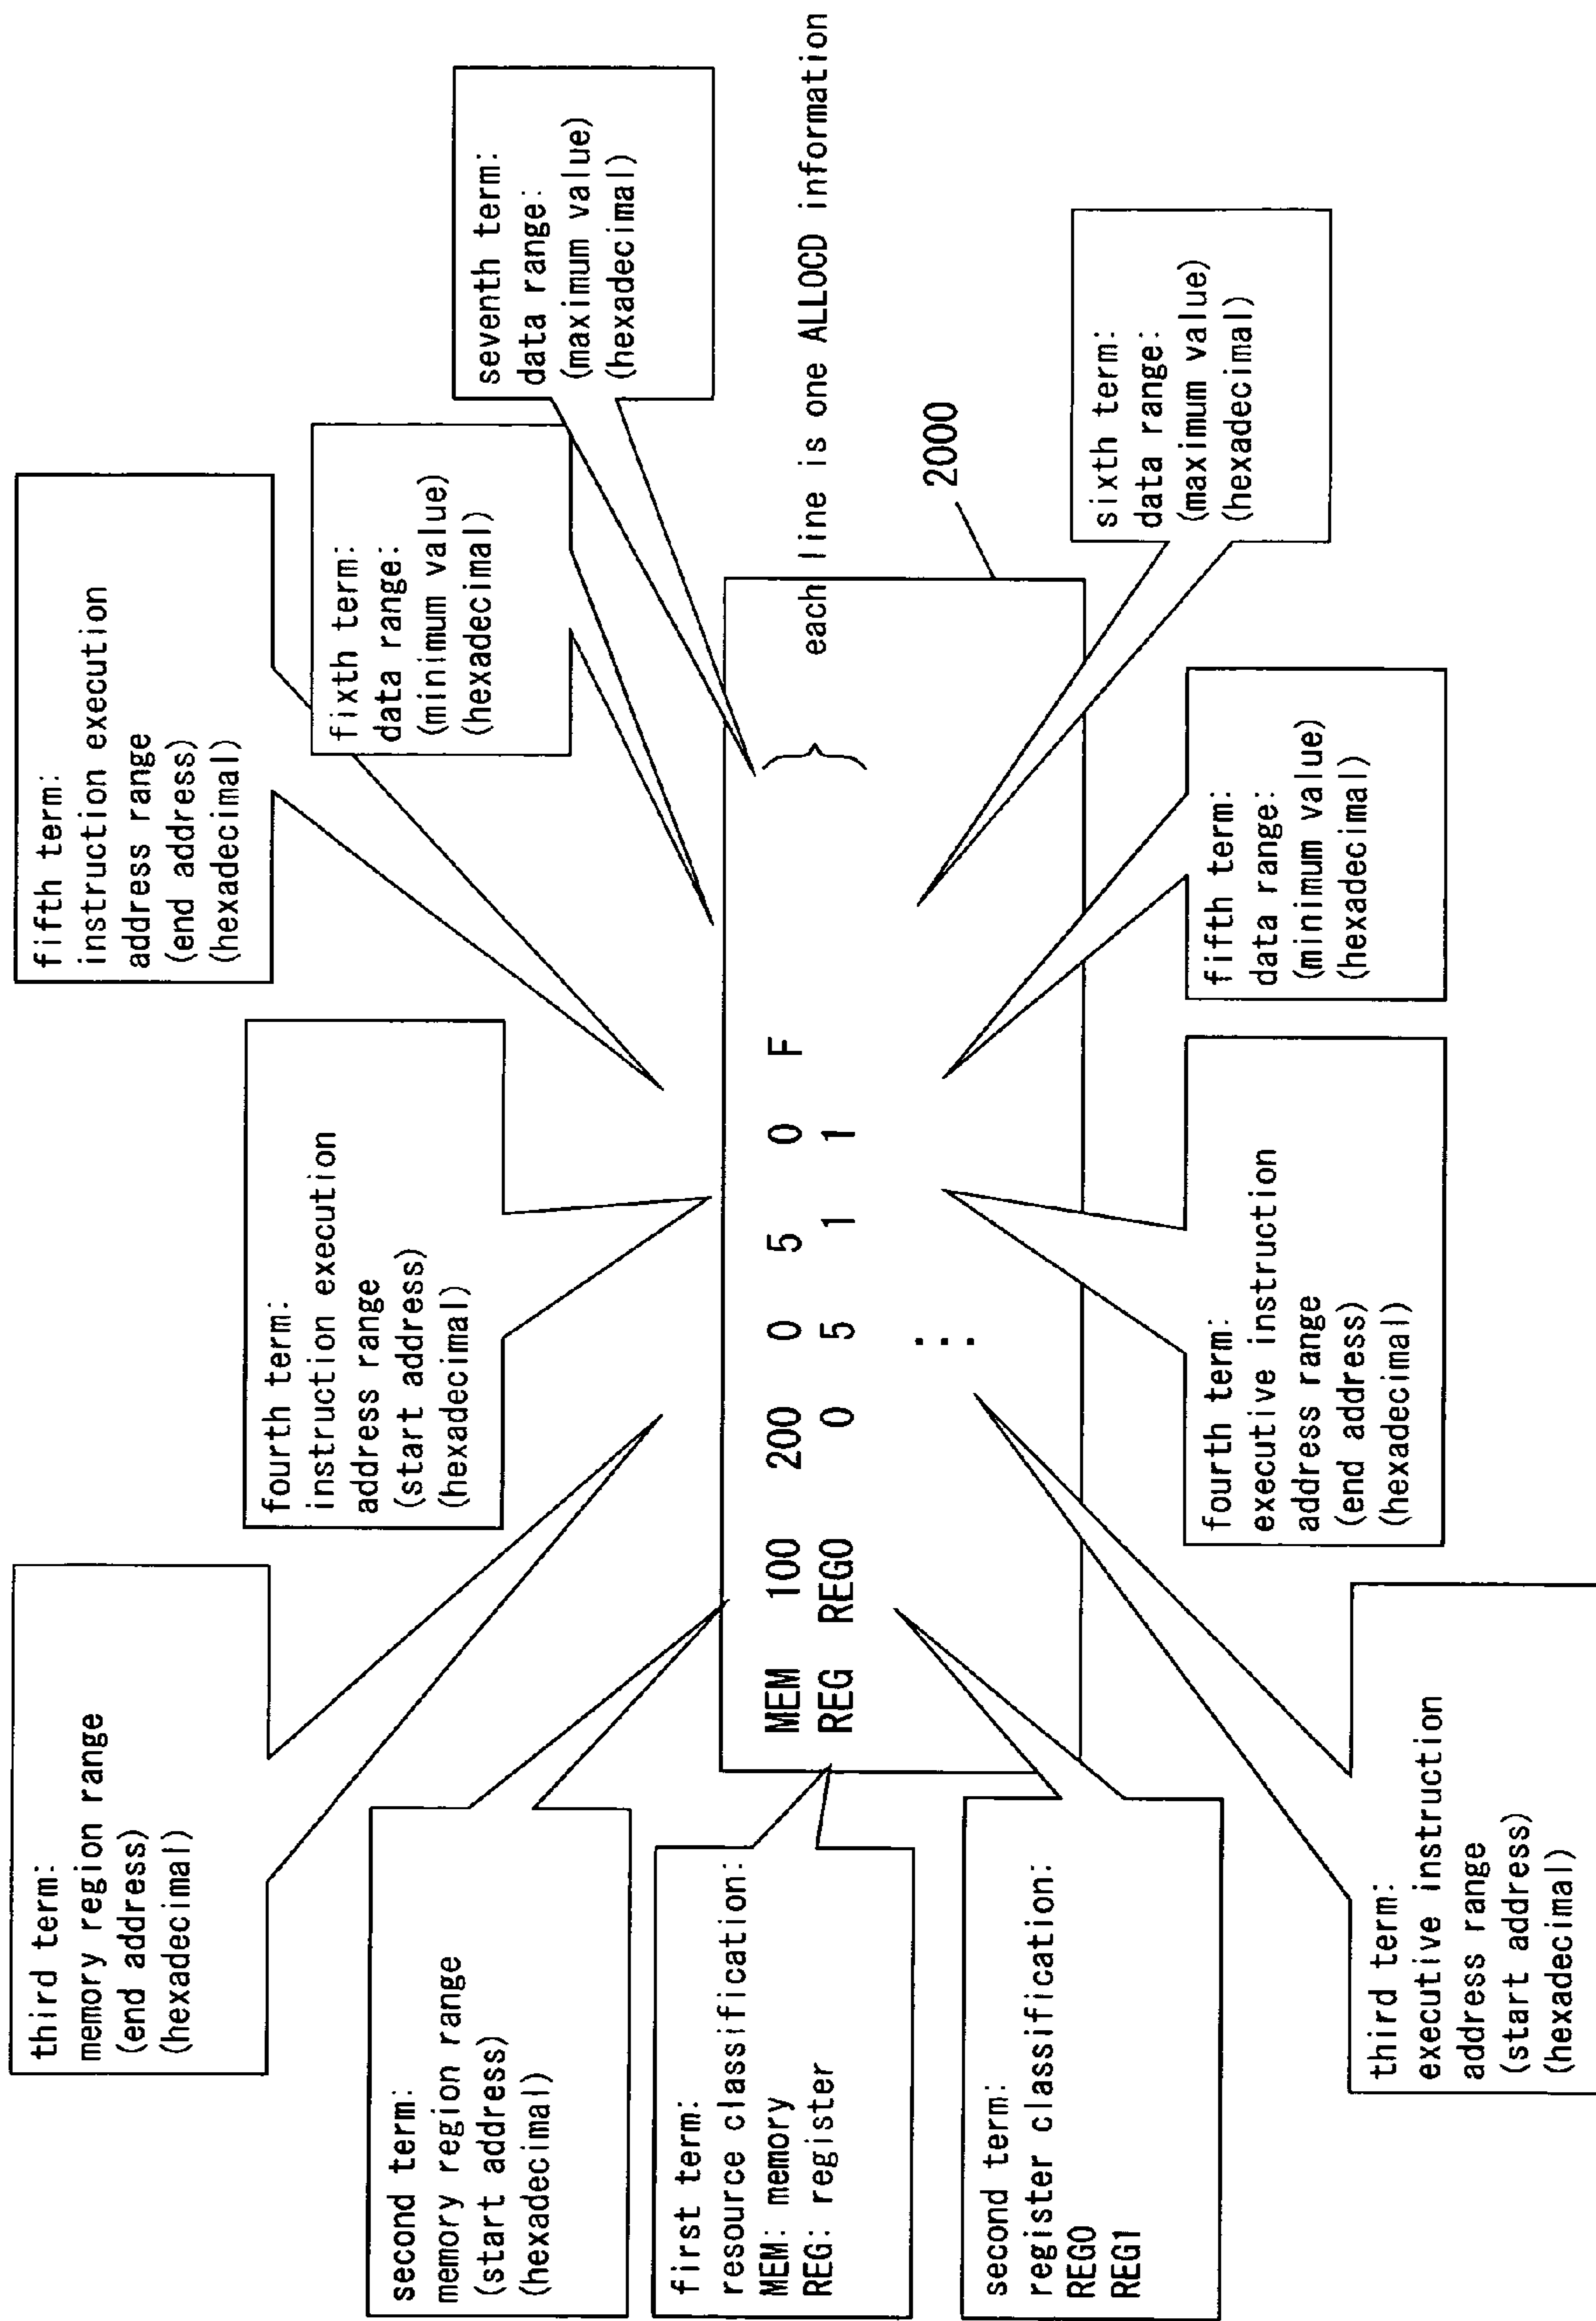 third term:
memory region range
(end address)
(hexadecimal)
fifth term:
instruction execution
address range
(end address)
(hexadecimal)
fourth term:
instruction execution
address range
(start address)
(hexadecimal)
fixth term:
data range:
(minimum value)
(hexadecimal)
second term:
memory region range
(start address)
(hexadecimal)
seventh term:
data range:
(maximum value)
(hexadecimal)
first term:
resource classification:
MEM: memory
REG: register
MEM 100 200 0 5 0 F
REG REG0 0 5 1 1
⋮
each line is one ALLOCD information
2000
second term:
register classification:
REG0
REG1
third term:
executive instruction
address range
(start address)
(hexadecimal)
fourth term:
executive instruction
address range
(end address)
(hexadecimal)
fifth term:
data range:
(minimum value)
(hexadecimal)
sixth term:
data range:
(maximum value)
(hexadecimal)